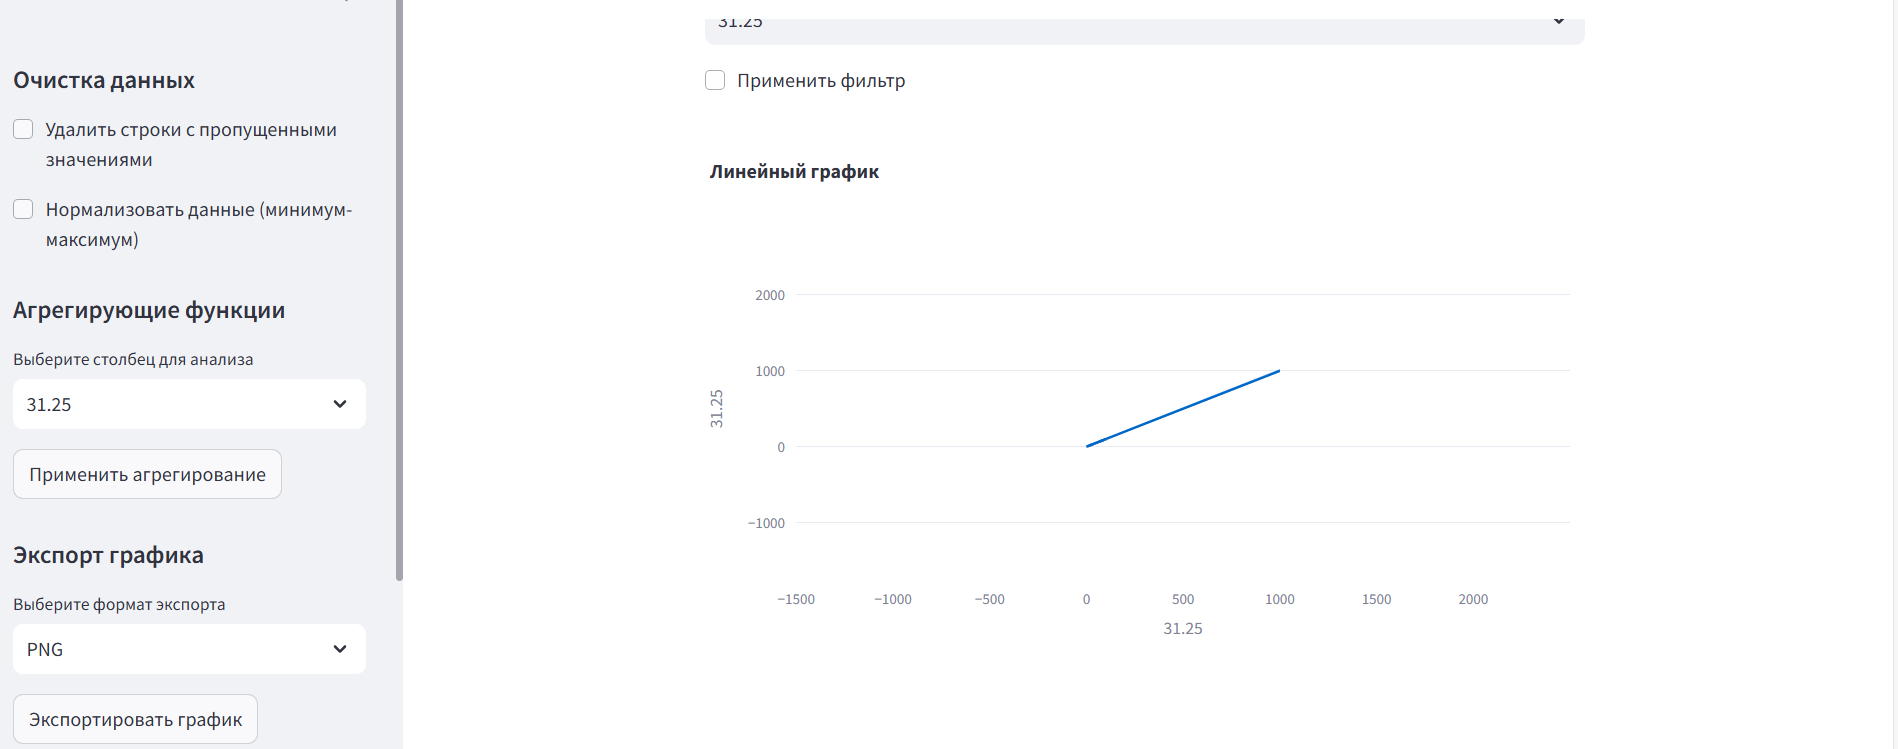 Очистка данных
Удалить строки с пропущенными
значениями
Нормализовать данные (минимум-
максимум)
Агрегирующие функции
Выберите столбец для анализа
31.25
Применить агрегирование
Экспорт графика
Выберите формат экспорта
PNG
Экспортировать график
31.25
Применить фильтр
Линейный график
2000
1000
0
−1000
31.25
−1500 −1000 −500 0 500 1000 1500 2000
31.25